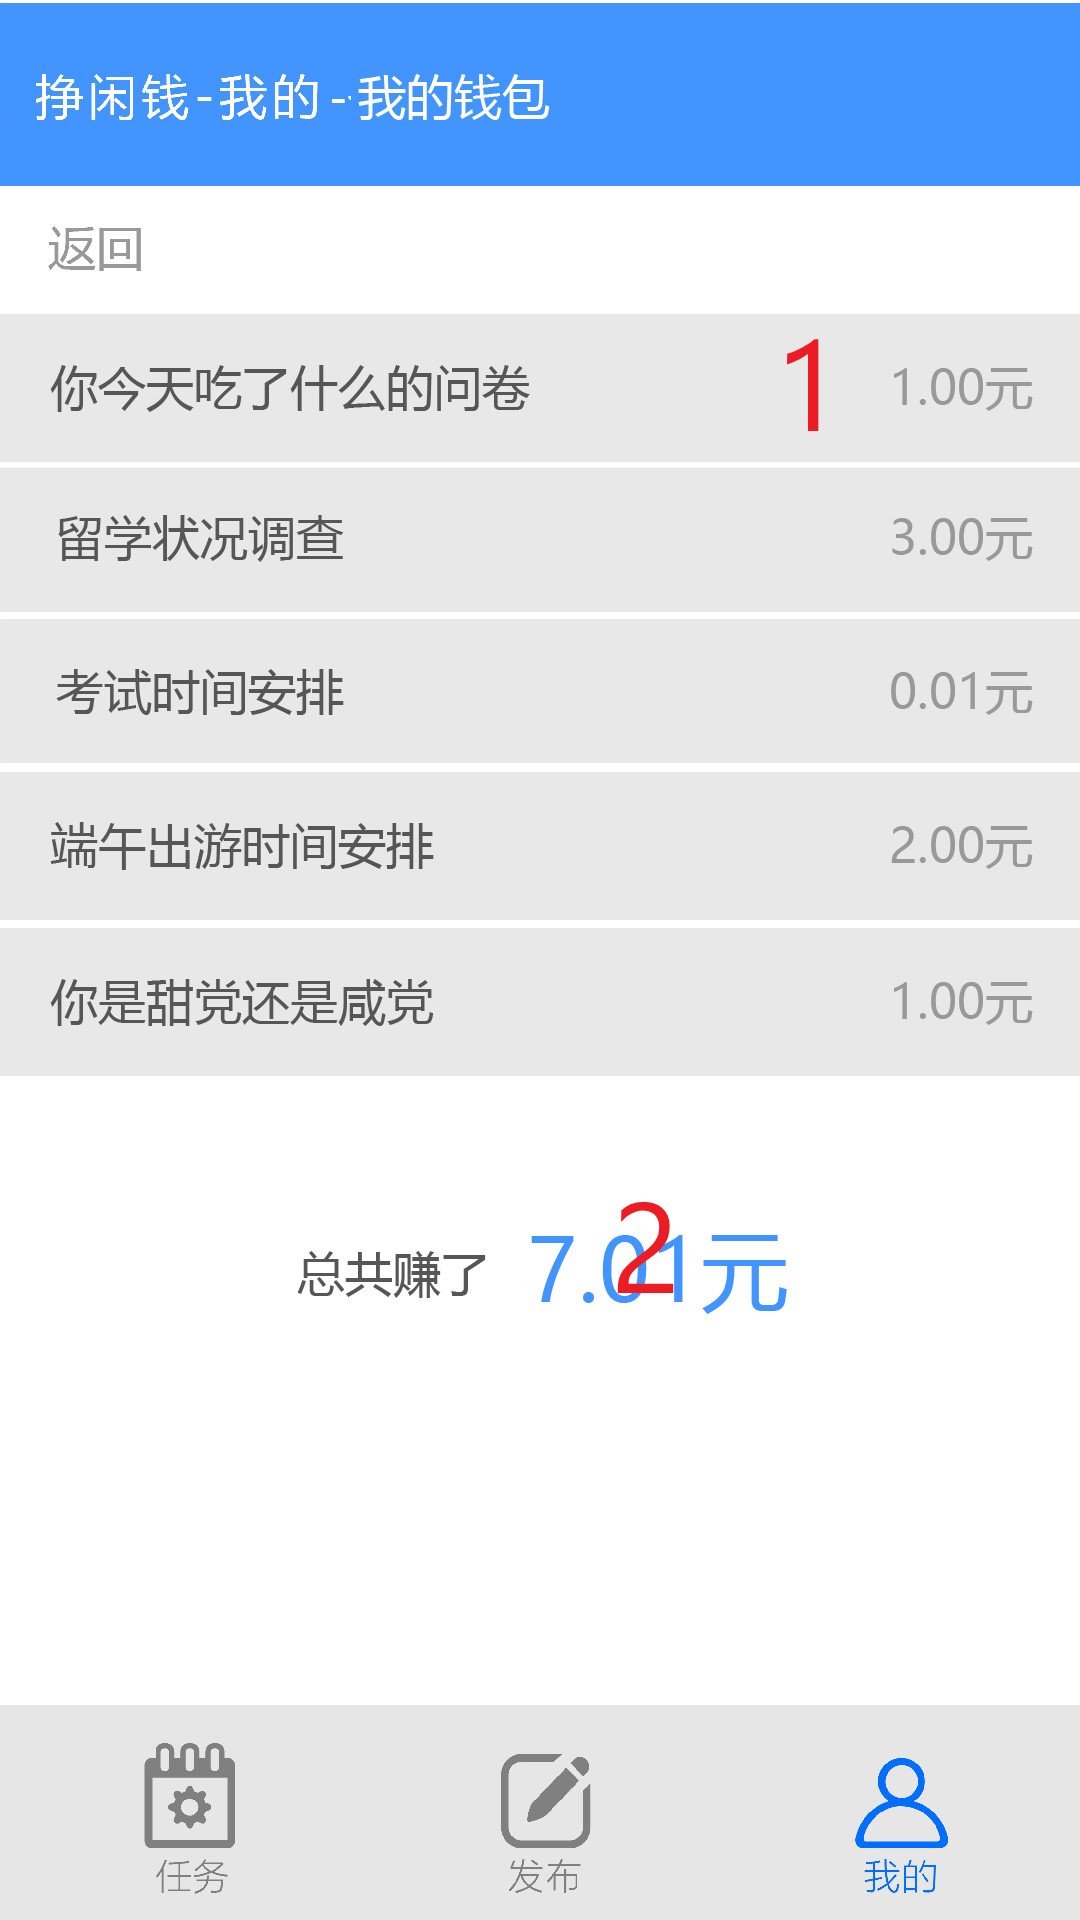 挣闲钱-我的-·我的钱包
返回
你今天吃了什么的问卷 1 1.00元
留学状况调查 3.00元
考试时间安排 0.01元
端午出游时间安排 2.00元
你是甜党还是咸党 1.00元
2
总共赚了 7.01元
任务 发布 我的